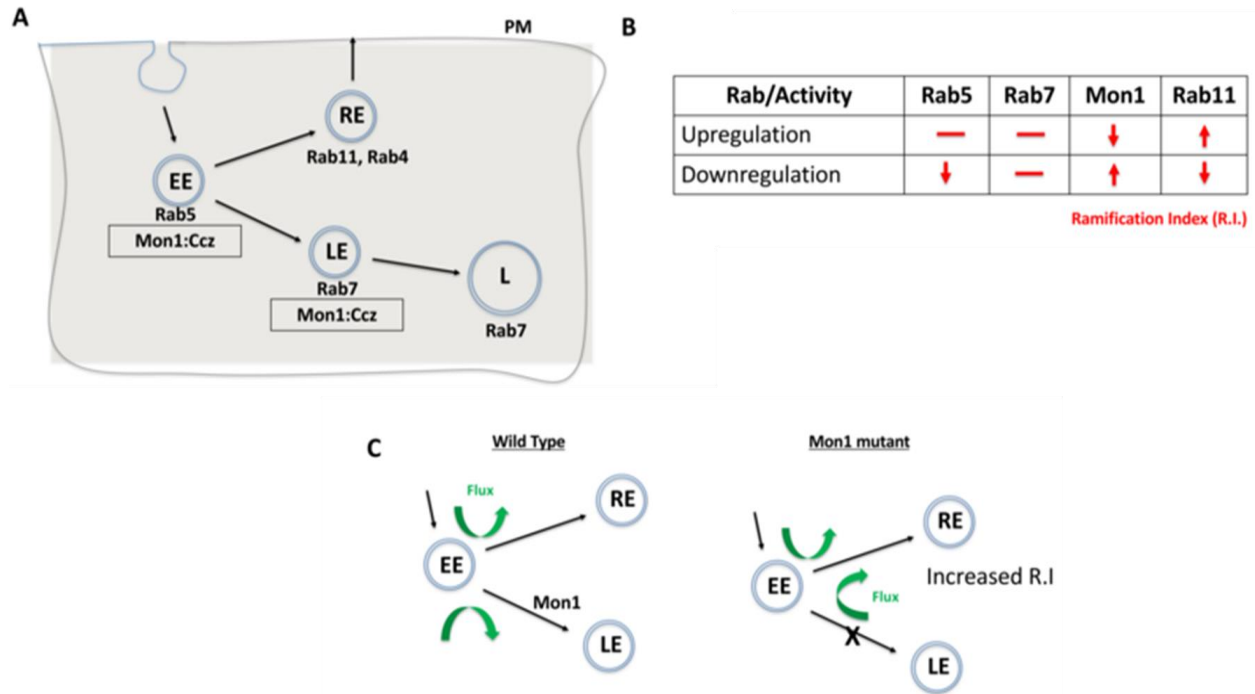 A
PM
RE
Rab11, Rab4
EE
Rab5
Mon1:Ccz
LE
Rab7
Mon1:Ccz
L
Rab7
B
Rab/Activity Rab5 Rab7 Mon1 Rab11
Upregulation — — ↓ ↑
Downregulation ↓ — ↑ ↓
Ramification Index (R.I.)
C
Wild Type
Flux
RE
EE
Mon1
LE
Mon1 mutant
RE
EE
Increased R.I
Flux
X
LE